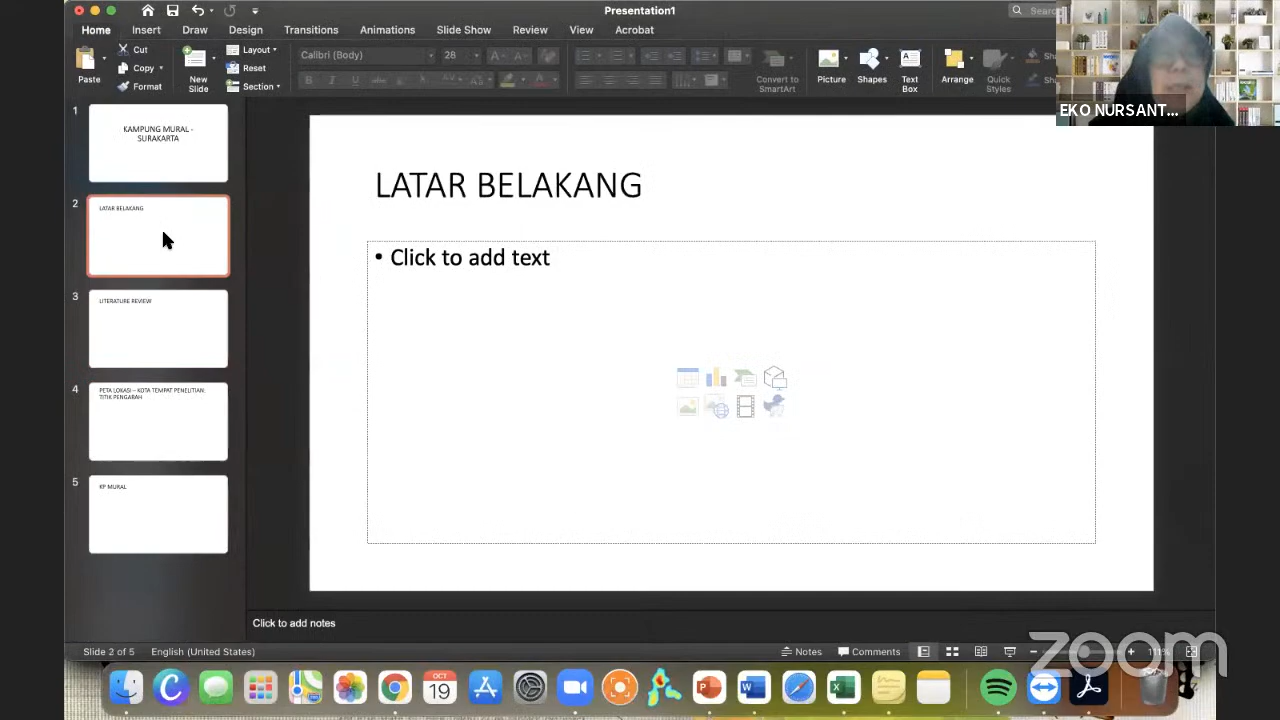 Presentation1
Search
Home Insert Draw Design Transitions Animations Slide Show Review View Acrobat
Paste
Cut
Copy
Format
New
Slide
Layout
Reset
Section
Calibri (Body) 28
Convert to
SmartArt
Picture
Shapes
Text
Box
Arrange
Quick
Styles
EKO NURSANT...
1
KAMPUNG MURAL -
SURAKARTA
2
LATAR BELAKANG
3
LITERATURE REVIEW
4
PETA LOKASI – KOTA TEMPAT PENELITIAN.
TITIK PENGARAH
5
KP MURAL
LATAR BELAKANG
• Click to add text
Click to add notes
Slide 2 of 5 English (United States)
Notes Comments 111%
zoom
OCT
19